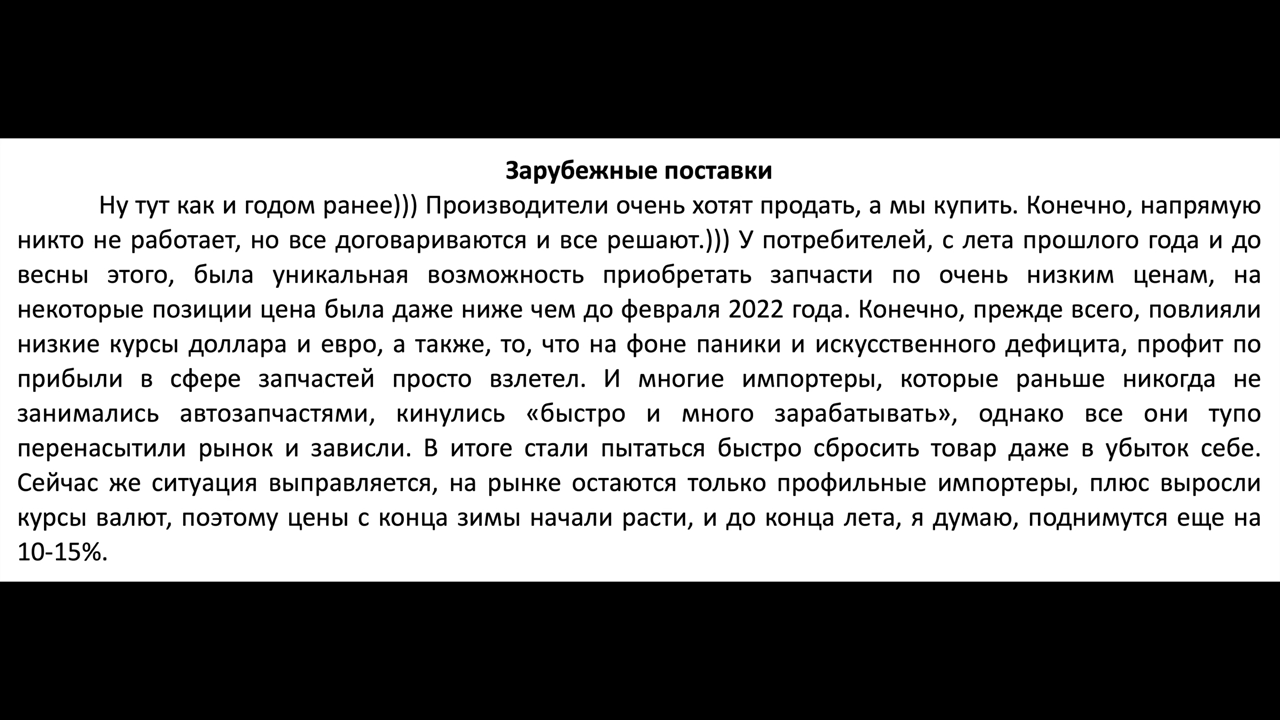 Зарубежные поставки
Ну тут как и годом ранее))) Производители очень хотят продать, а мы купить. Конечно, напрямую
никто не работает, но все договариваются и все решают.))) У потребителей, с лета прошлого года и до
весны этого, была уникальная возможность приобретать запчасти по очень низким ценам, на
некоторые позиции цена была даже ниже чем до февраля 2022 года. Конечно, прежде всего, повлияли
низкие курсы доллара и евро, а также, то, что на фоне паники и искусственного дефицита, профит по
прибыли в сфере запчастей просто взлетел. И многие импортеры, которые раньше никогда не
занимались автозапчастями, кинулись «быстро и много зарабатывать», однако все они тупо
перенасытили рынок и зависли. В итоге стали пытаться быстро сбросить товар даже в убыток себе.
Сейчас же ситуация выправляется, на рынке остаются только профильные импортеры, плюс выросли
курсы валют, поэтому цены с конца зимы начали расти, и до конца лета, я думаю, поднимутся еще на
10-15%.